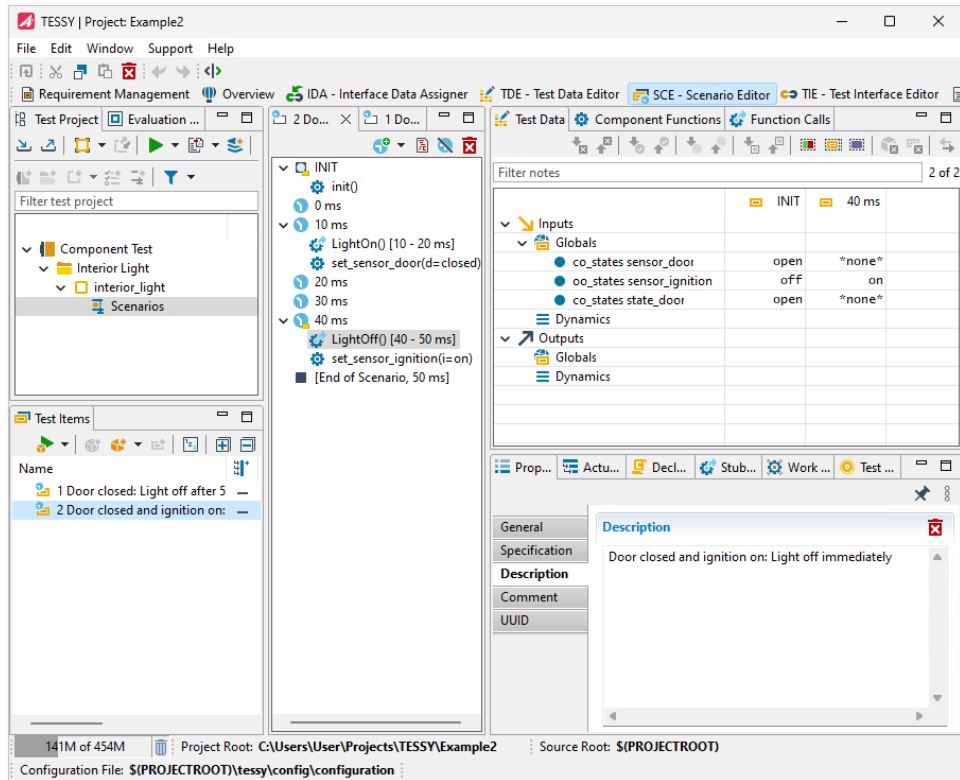 TESSY | Project: Example2
File Edit Window Support Help
Requirement Management Overview IDA - Interface Data Assigner TDE - Test Data Editor SCE - Scenario Editor TIE - Test Interface Editor
Test Project Evaluation ...
Filter test project
Component Test
Interior Light
interior_light
Scenarios
Test Items
Name
1 Door closed: Light off after 5
2 Door closed and ignition on:
2 Do... 1 Do...
INIT
init()
0 ms
10 ms
LightOn() [10 - 20 ms]
set_sensor_door(d=closed)
20 ms
30 ms
40 ms
LightOff() [40 - 50 ms]
set_sensor_ignition(i=on)
[End of Scenario, 50 ms]
Test Data Component Functions Function Calls
Filter notes 2 of 2
INIT 40 ms
Inputs
Globals
co_states sensor_door open *none*
oo_states sensor_ignition off on
co_states state_door open *none*
Dynamics
Outputs
Globals
Dynamics
Prop... Actu... Decl... Stub... Work ... Test ...
General
Specification
Description
Comment
UUID
Description
Door closed and ignition on: Light off immediately
141M of 454M Project Root: C:\Users\User\Projects\TESSY\Example2 Source Root: $(PROJECTROOT)
Configuration File: $(PROJECTROOT)\tessy\config\configuration